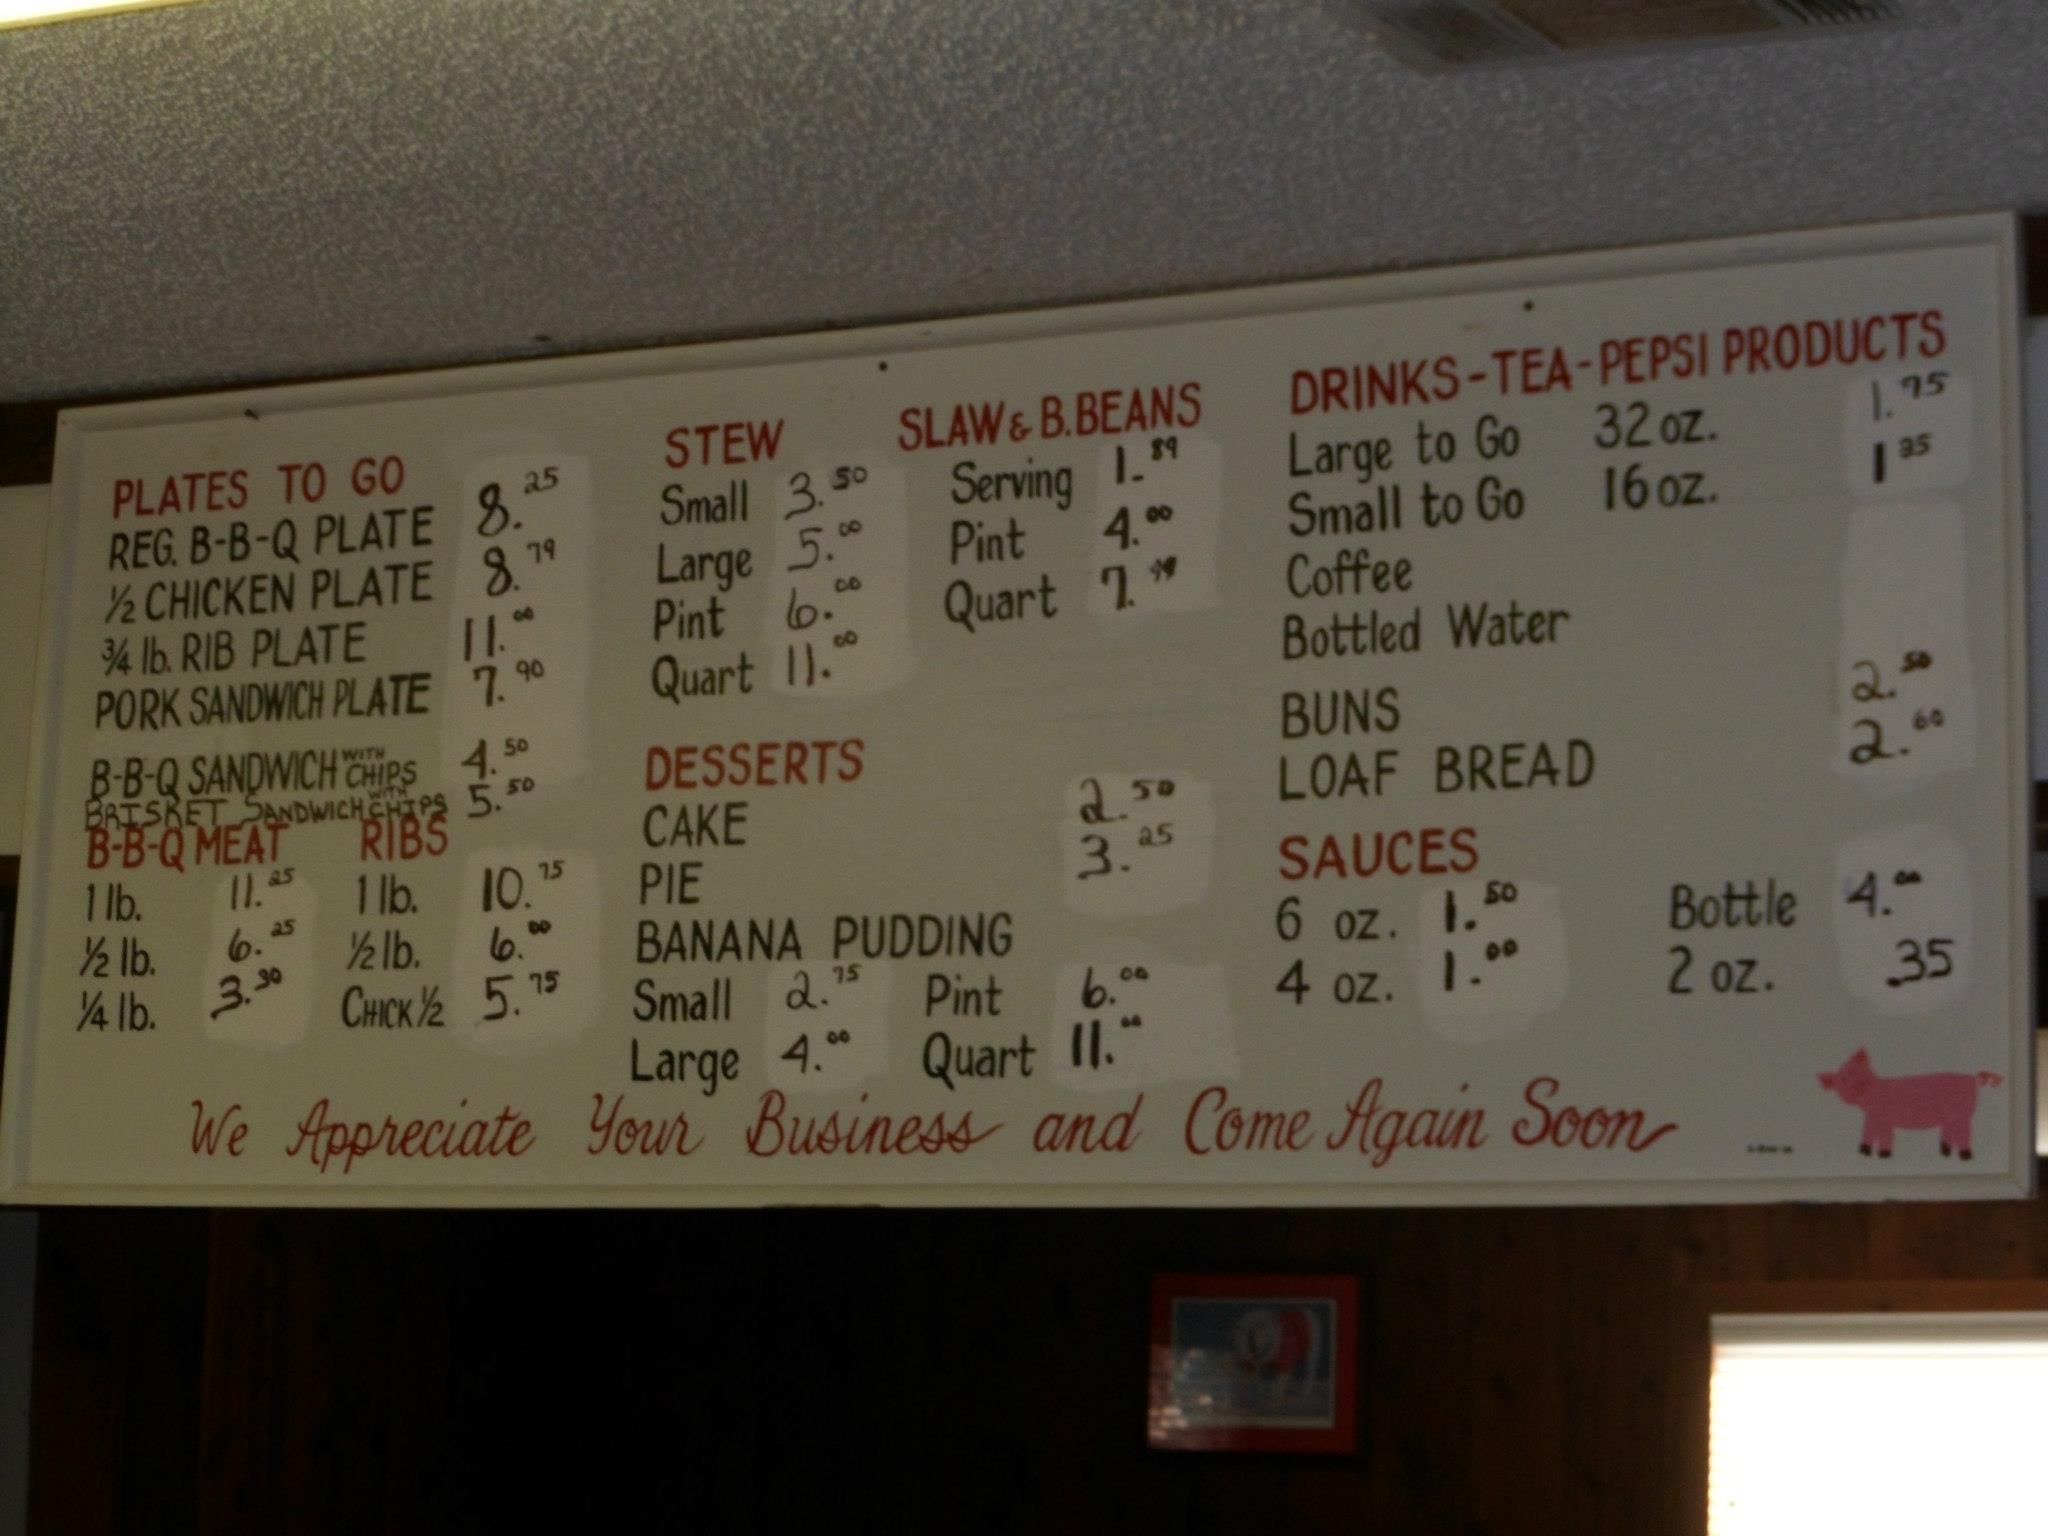 PLATES TO GO
REG. B-B-Q PLATE 8.25
½ CHICKEN PLATE 8.79
¾ lb. RIB PLATE 11.00
PORK SANDWICH PLATE 7.90
B-B-Q SANDWICH WITH CHIPS 4.50
BRISKET SANDWICH WITH CHIPS 5.50
B-B-Q MEAT
1 lb. 11.25
½ lb. 6.25
¼ lb.
RIBS
1 lb. 10.75
½ lb. 6.00
CHICK ½ 5.75
STEW
Small 3.50
Large 5.00
Pint 6.00
Quart 11.00
SLAW & B. BEANS
Serving 1.89
Pint 4.00
Quart
DESSERTS
CAKE 2.50
PIE 3.25
BANANA PUDDING
Small 2.75 Pint 6.00
Large 4.00 Quart 11.00
DRINKS-TEA-PEPSI PRODUCTS
Large to Go 32 oz. 1.75
Small to Go 16 oz.
Coffee
Bottled Water
BUNS 2.50
LOAF BREAD 2.60
SAUCES
6 oz. 1.50 Bottle 4.00
4 oz. 1.00 2 oz. .35
We Appreciate Your Business and Come Again Soon